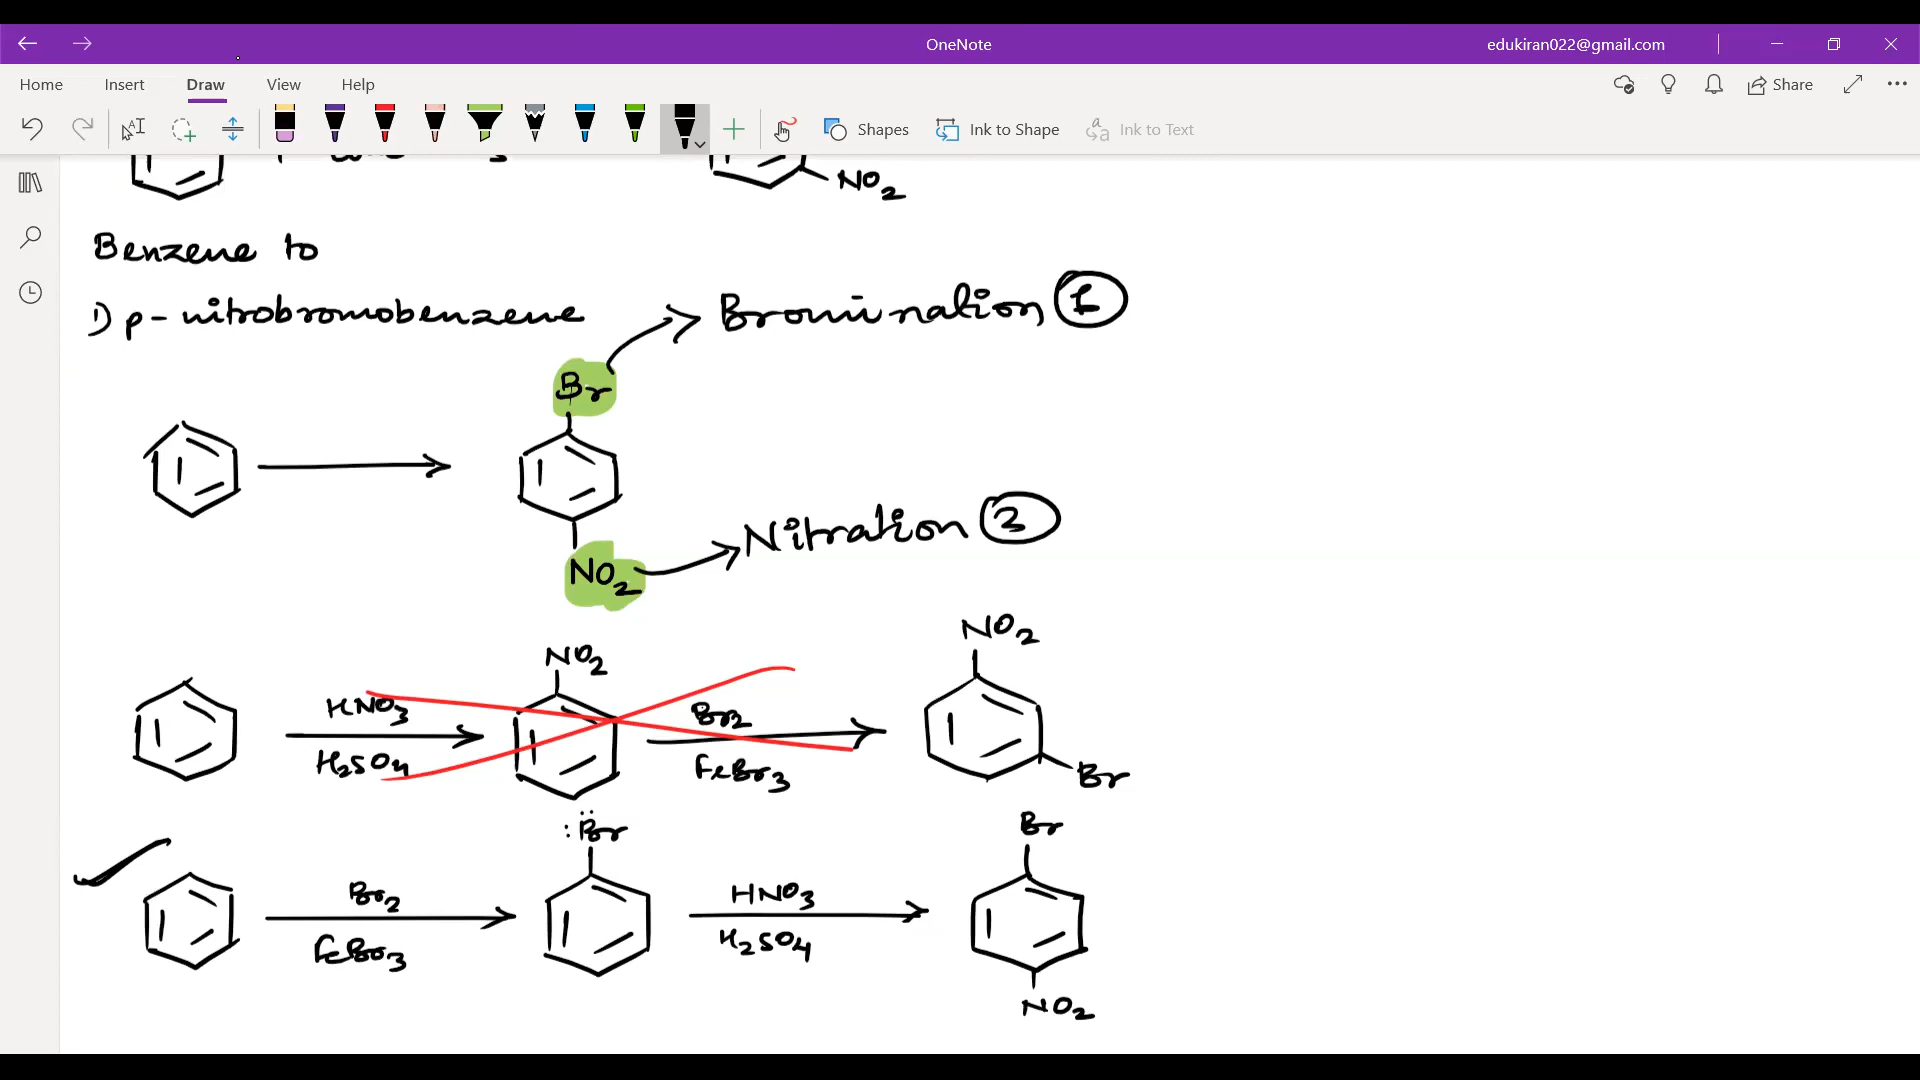 OneNote
edukiran022@gmail.com
Home Insert Draw View Help
Share
Shapes Ink to Shape Ink to Text
NO2
Benzene to
1) p-nitrobromobenzene
Bromination 1
Br
Nitration 2
NO2
NO2
NO2
HNO3
H2SO4
Br2
FeBr3
Br
:Br
Br
Br2
FeBr3
HNO3
H2SO4
NO2